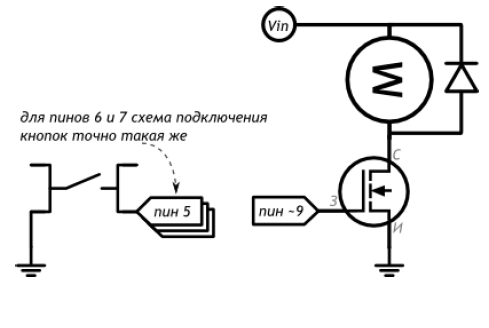 Vin
M
для пинов 6 и 7 схема подключения
кнопок точно такая же
С
пин 5
пин ~9
З
И